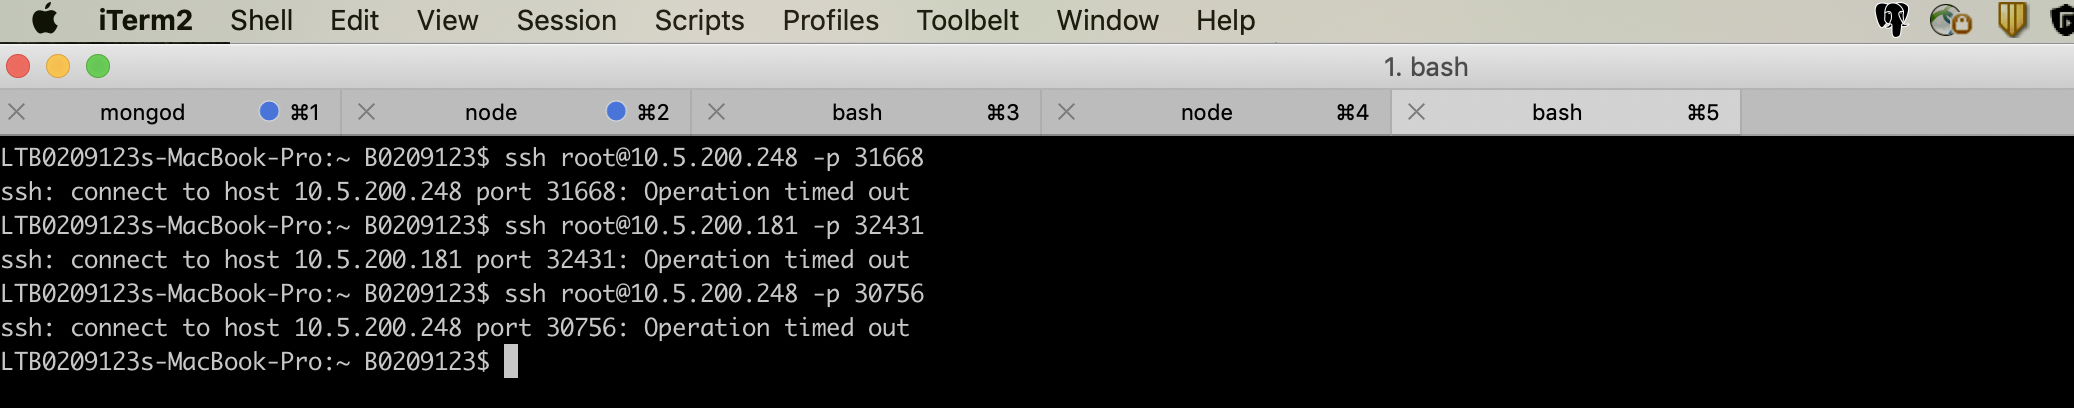 iTerm2 Shell Edit View Session Scripts Profiles Toolbelt Window Help
1. bash
mongod ⌘1 node ⌘2 bash ⌘3 node ⌘4 bash ⌘5
LTB0209123s-MacBook-Pro:~ B0209123$ ssh root@10.5.200.248 -p 31668
ssh: connect to host 10.5.200.248 port 31668: Operation timed out
LTB0209123s-MacBook-Pro:~ B0209123$ ssh root@10.5.200.181 -p 32431
ssh: connect to host 10.5.200.181 port 32431: Operation timed out
LTB0209123s-MacBook-Pro:~ B0209123$ ssh root@10.5.200.248 -p 30756
ssh: connect to host 10.5.200.248 port 30756: Operation timed out
LTB0209123s-MacBook-Pro:~ B0209123$